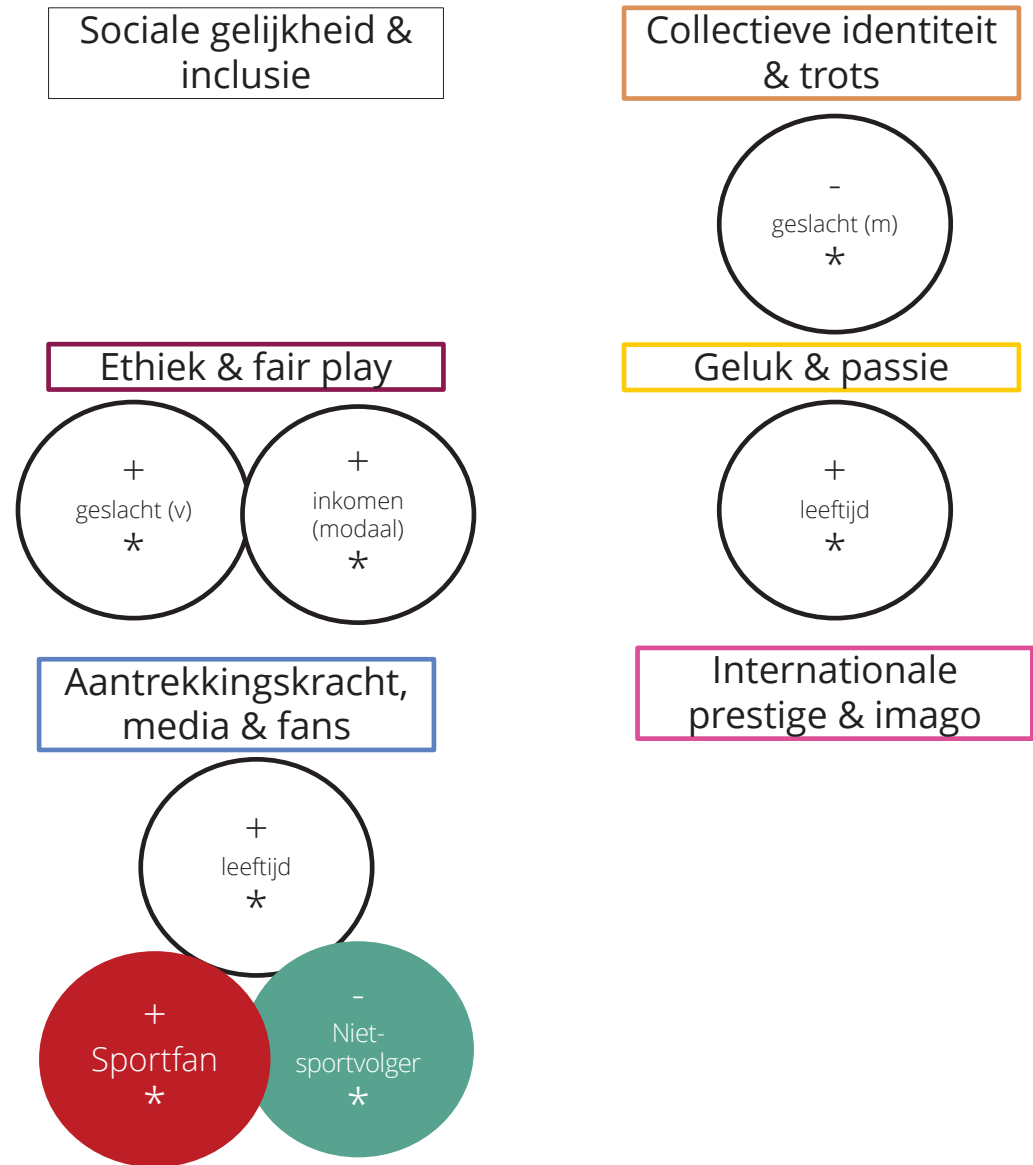 Sociale gelijkheid &
inclusie
Collectieve identiteit
& trots
-
geslacht (m)
*
Ethiek & fair play
+
geslacht (v)
*
+
inkomen
(modaal)
*
Geluk & passie
+
leeftijd
*
Aantrekkingskracht,
media & fans
+
leeftijd
*
+
Sportfan
*
-
Niet-
sportvolger
*
Internationale
prestige & imago